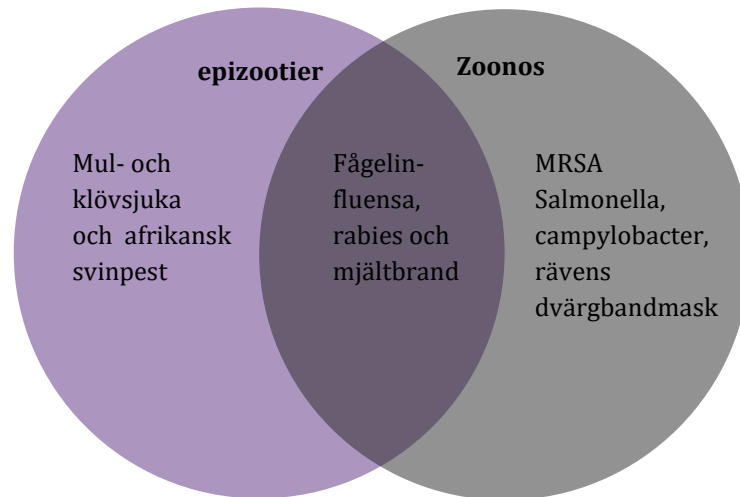 epizootier
Zoonos
Mul- och
klövsjuka
och afrikansk
svinpest
Fågelin-
fluensa,
rabies och
mjältbrand
MRSA
Salmonella,
campylobacter,
rävens
dvärgbandmask